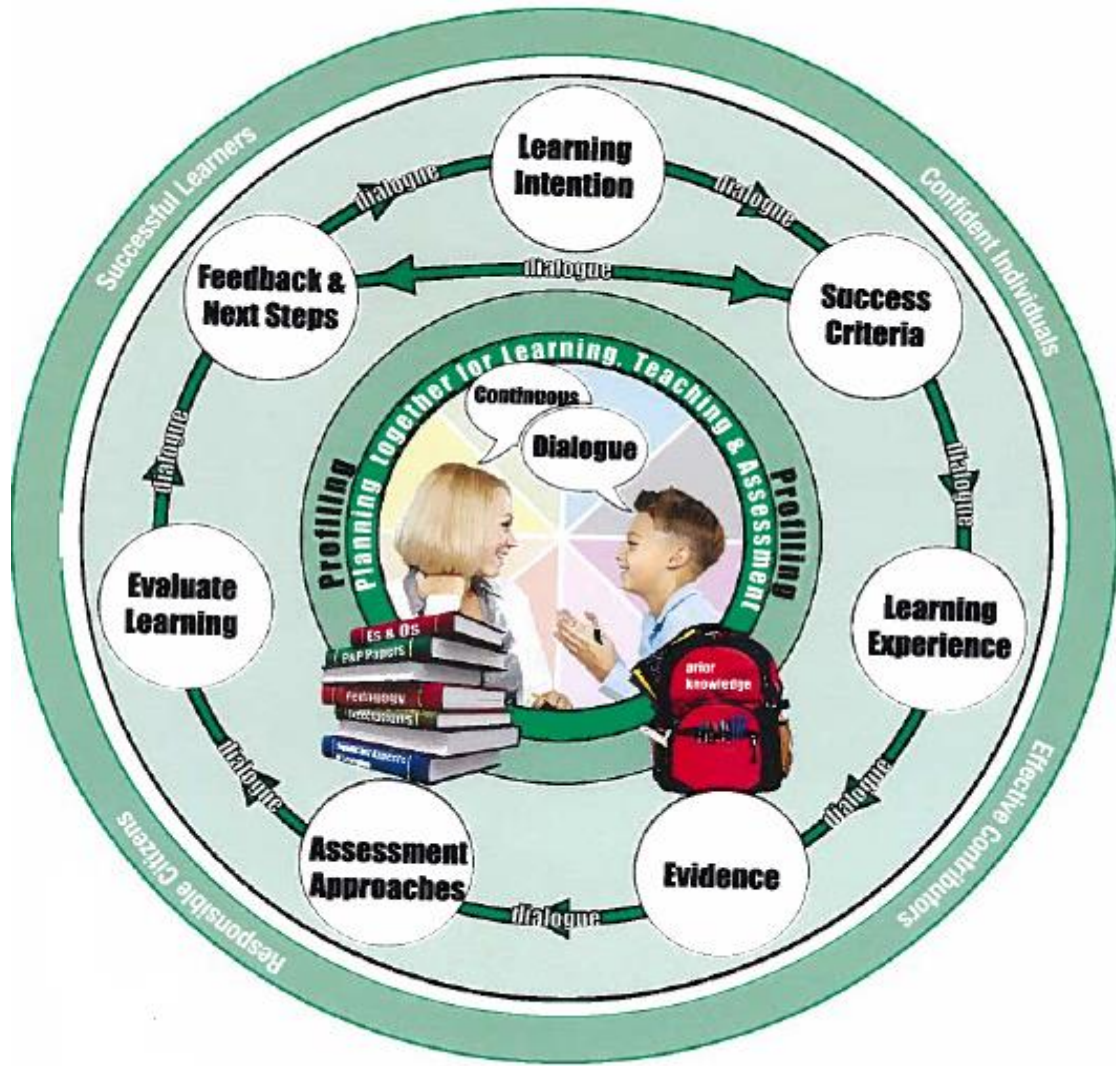 Successful Learners
Confident Individuals
Effective Contributors
Responsible Citizens
Learning
Intention
dialogue
Success
Criteria
dialogue
Learning
Experience
dialogue
Evidence
dialogue
Assessment
Approaches
dialogue
Evaluate
Learning
dialogue
Feedback &
Next Steps
dialogue
dialogue
Profiling
Planning together for Learning, Teaching & Assessment
Profiling
Continuous
Dialogue
Es & Os
P&P Papers
Pedagogy
Expectations
prior
knowledge